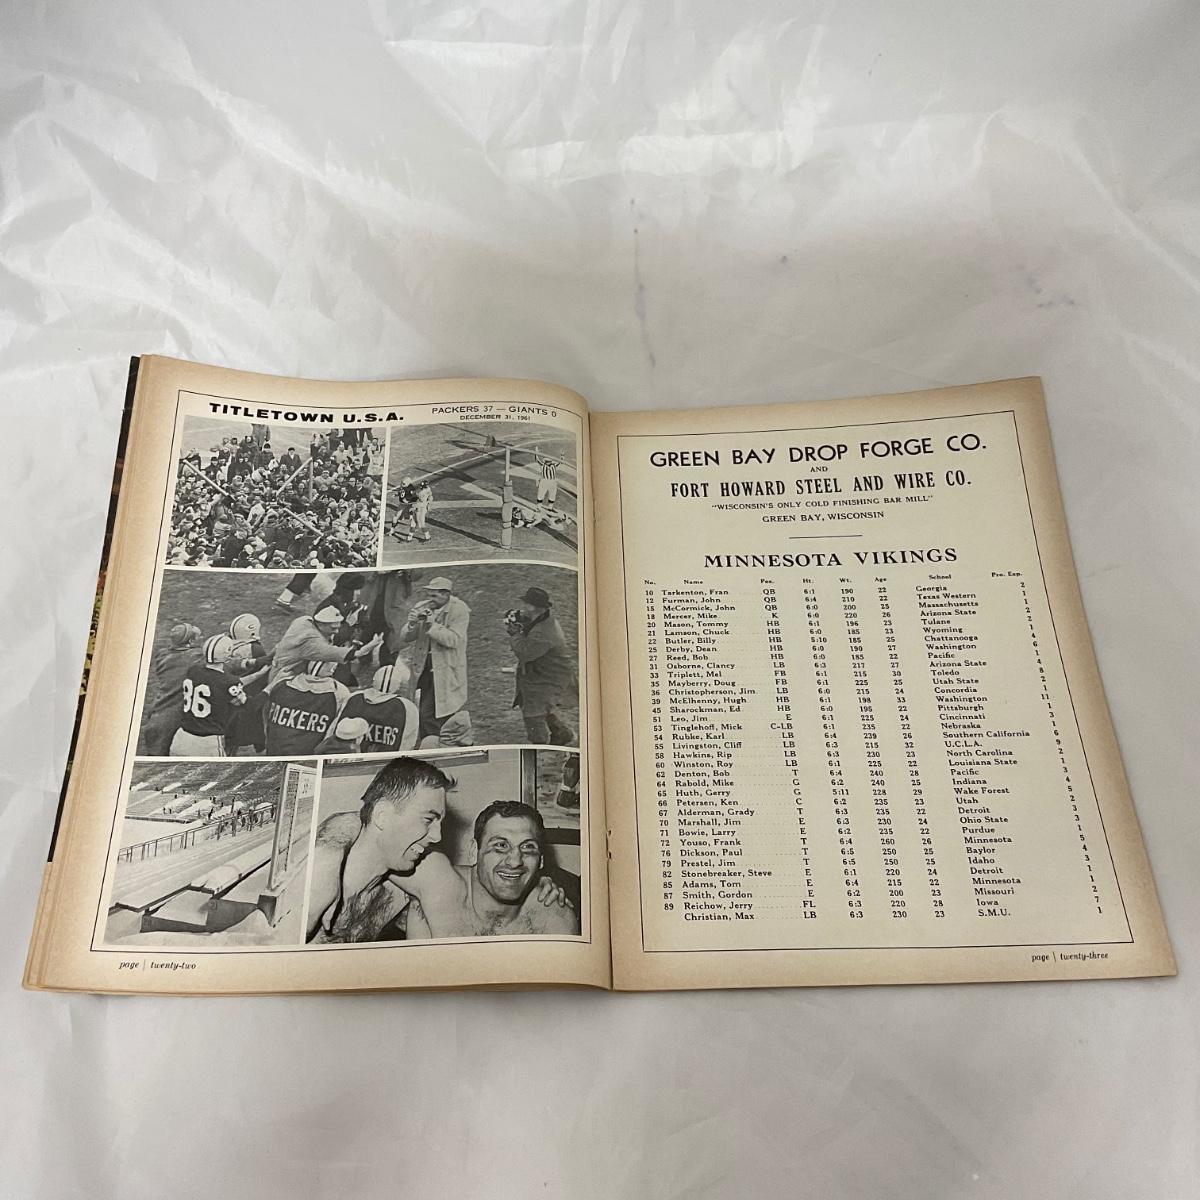 TITLETOWN U.S.A.
PACKERS 37 — GIANTS 0
DECEMBER 31, 1961
86
PACKERS
KERS
page | twenty-two
GREEN BAY DROP FORGE CO.
AND
FORT HOWARD STEEL AND WIRE CO.
"WISCONSIN'S ONLY COLD FINISHING BAR MILL"
GREEN BAY, WISCONSIN
MINNESOTA VIKINGS
No. Name Pos. Ht. Wt. Age School Pro. Exp.
10 Tarkenton, Fran QB 6:1 190 22 Georgia 2
12 Furman, John QB 6:4 210 22 Texas Western 1
15 McCormick, John QB 6:0 200 25 Massachusetts 1
18 Mercer, Mike K 6:0 220 26 Arizona State 2
20 Mason, Tommy HB 6:1 196 23 Tulane 2
21 Lamson, Chuck HB 6:0 185 23 Wyoming 1
22 Butler, Billy HB 5:10 185 25 Chattanooga 4
25 Derby, Dean HB 6:0 190 27 Washington 6
27 Reed, Bob HB 6:0 185 22 Pacific 1
31 Osborne, Clancy LB 6:3 217 27 Arizona State 4
33 Triplett, Mel FB 6:1 215 30 Toledo 8
35 Mayberry, Doug FB 6:1 225 25 Utah State 2
36 Christopherson, Jim LB 6:0 215 24 Concordia 1
39 McElhenny, Hugh HB 6:1 198 33 Washington 11
45 Sharockman, Ed HB 6:0 195 22 Pittsburgh 1
51 Leo, Jim E 6:1 225 24 Cincinnati 3
53 Tinglehoff, Mick C-LB 6:1 235 22 Nebraska 1
54 Rubke, Karl LB 6:4 239 26 Southern California 6
55 Livingston, Cliff LB 6:3 215 32 U.C.L.A. 9
58 Hawkins, Rip LB 6:3 230 23 North Carolina 2
60 Winston, Roy LB 6:1 225 22 Louisiana State 1
62 Denton, Bob T 6:4 240 28 Pacific 3
64 Rabold, Mike G 6:2 240 25 Indiana 4
65 Huth, Gerry G 5:11 228 29 Wake Forest 5
66 Petersen, Ken C 6:2 235 23 Utah 2
67 Alderman, Grady T 6:3 235 22 Detroit 3
70 Marshall, Jim E 6:3 230 24 Ohio State 3
71 Bowie, Larry E 6:2 235 22 Purdue 1
72 Youso, Frank T 6:4 260 26 Minnesota 5
76 Dickson, Paul T 6:5 250 25 Baylor 4
79 Prestel, Jim T 6:5 250 25 Idaho 3
82 Stonebreaker, Steve E 6:1 220 24 Detroit 1
85 Adams, Tom E 6:4 215 22 Minnesota 1
87 Smith, Gordon E 6:2 200 23 Missouri 2
89 Reichow, Jerry FL 6:3 220 28 Iowa 7
Christian, Max LB 6:3 230 23 S.M.U. 1
page | twenty-three